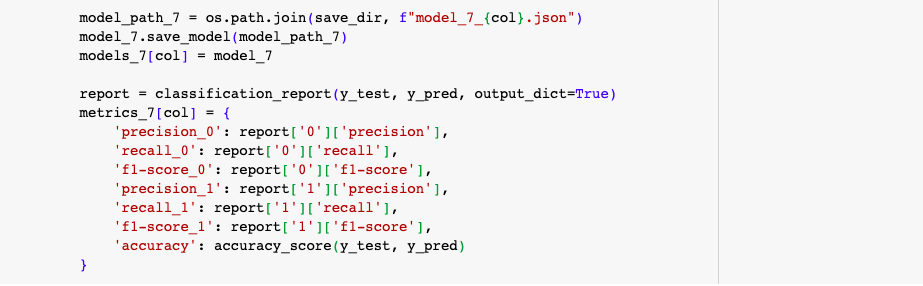 model_path_7 = os.path.join(save_dir, f"model_7_{col}.json")
model_7.save_model(model_path_7)
models_7[col] = model_7
report = classification_report(y_test, y_pred, output_dict=True)
metrics_7[col] = {
'precision_0': report['0']['precision'],
'recall_0': report['0']['recall'],
'f1-score_0': report['0']['f1-score'],
'precision_1': report['1']['precision'],
'recall_1': report['1']['recall'],
'f1-score_1': report['1']['f1-score'],
'accuracy': accuracy_score(y_test, y_pred)
}